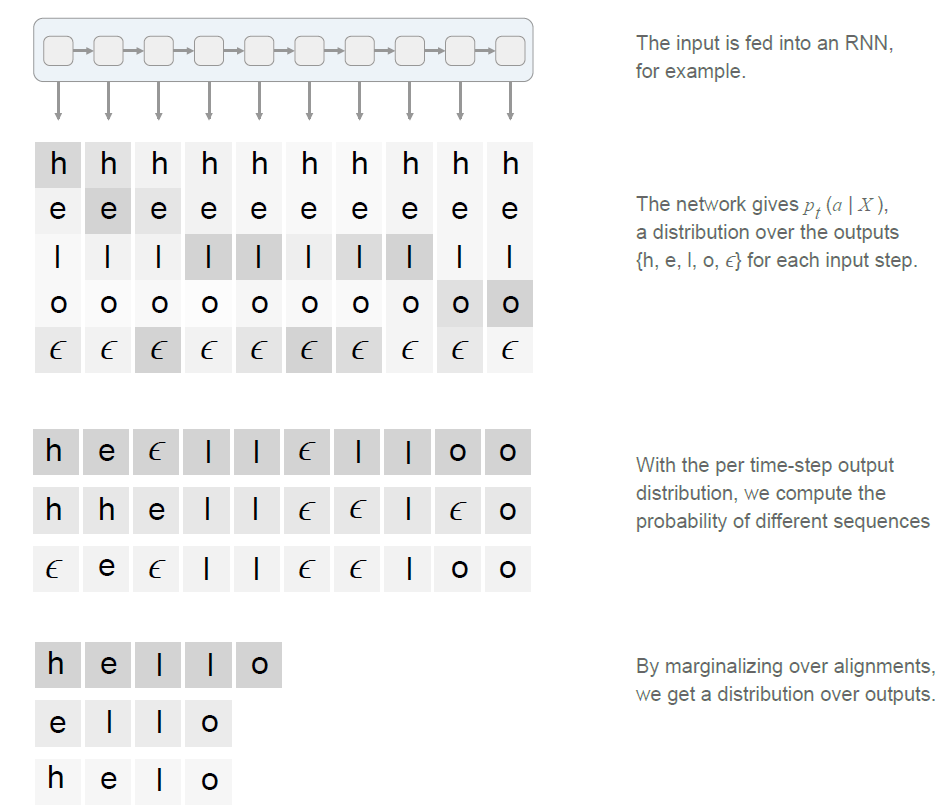 The input is fed into an RNN,
for example.
h h h h h h h h h h
e e e e e e e e e e
l l l l l l l l l l
o o o o o o o o o o
ϵ ϵ ϵ ϵ ϵ ϵ ϵ ϵ ϵ ϵ
The network gives pₜ (a | X ),
a distribution over the outputs
{h, e, l, o, ϵ} for each input step.
h e ϵ l l ϵ l l o o
h h e l l ϵ ϵ l ϵ o
ϵ e ϵ l l ϵ ϵ l o o
With the per time-step output
distribution, we compute the
probability of different sequences
h e l l o
e l l o
h e l o
By marginalizing over alignments,
we get a distribution over outputs.